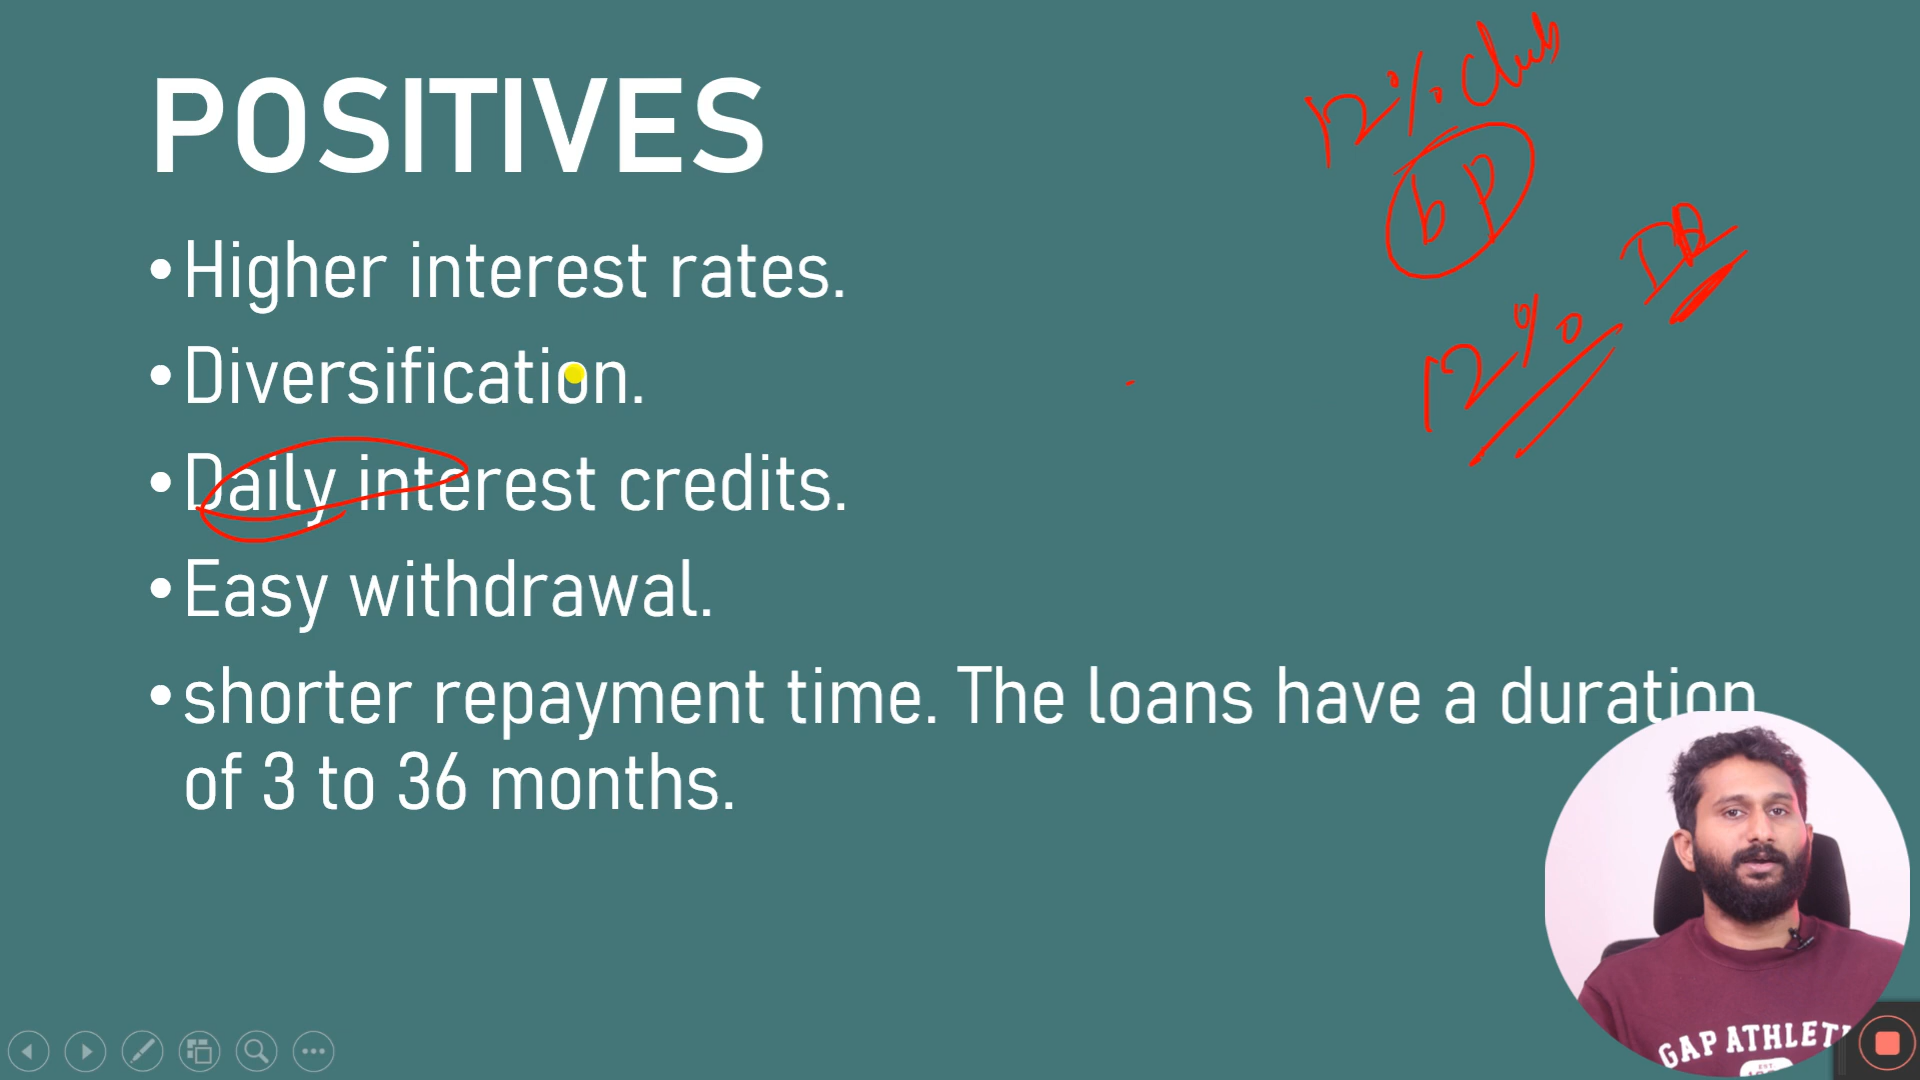 POSITIVES
12% Club
bP
12%
• Higher interest rates.
• Diversification.
• Daily interest credits.
• Easy withdrawal.
• shorter repayment time. The loans have a duration
of 3 to 36 months.
GAP ATHLETI